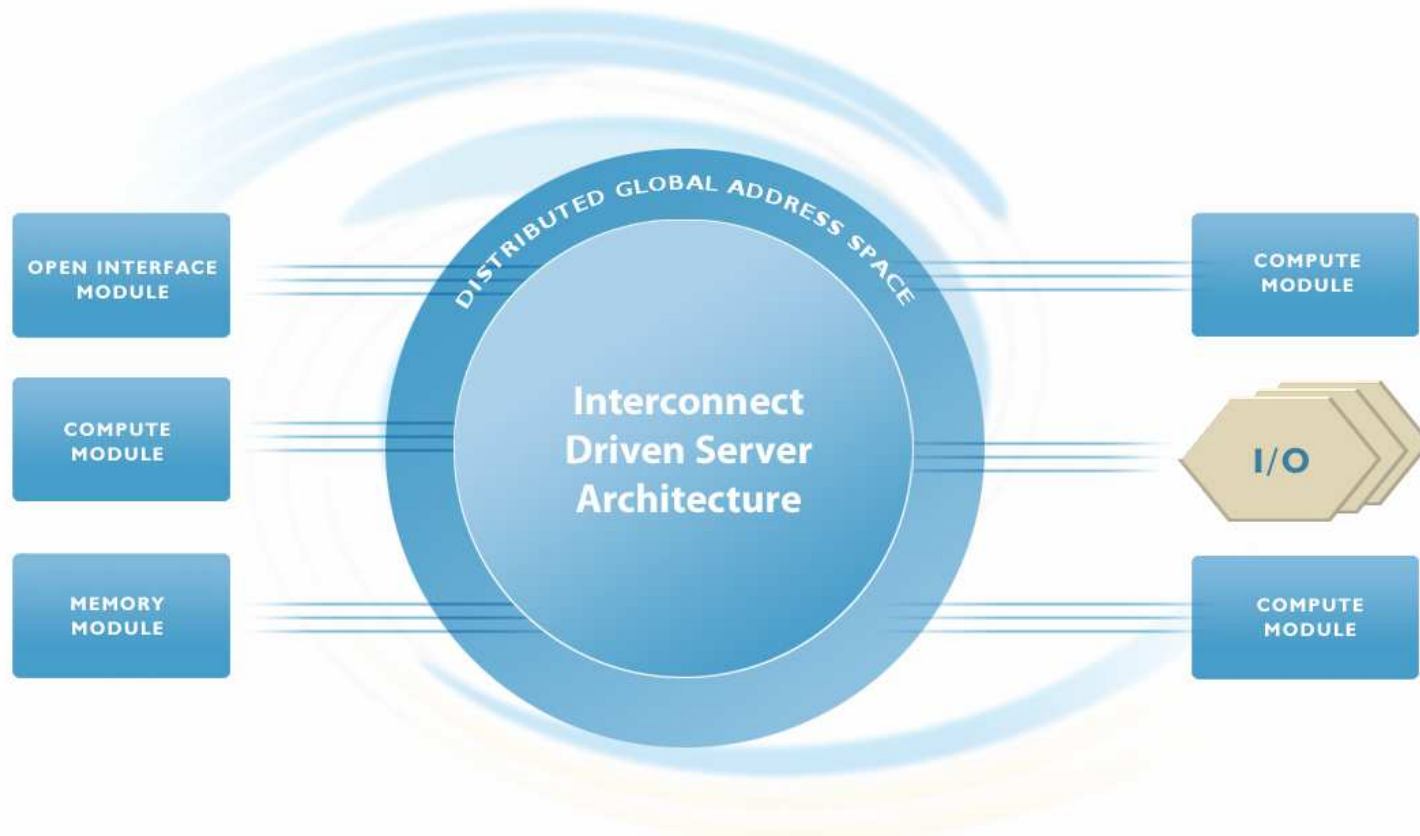 DISTRIBUTED GLOBAL ADDRESS SPACE
OPEN INTERFACE
MODULE
COMPUTE
MODULE
MEMORY
MODULE
Interconnect
Driven Server
Architecture
COMPUTE
MODULE
I/O
COMPUTE
MODULE